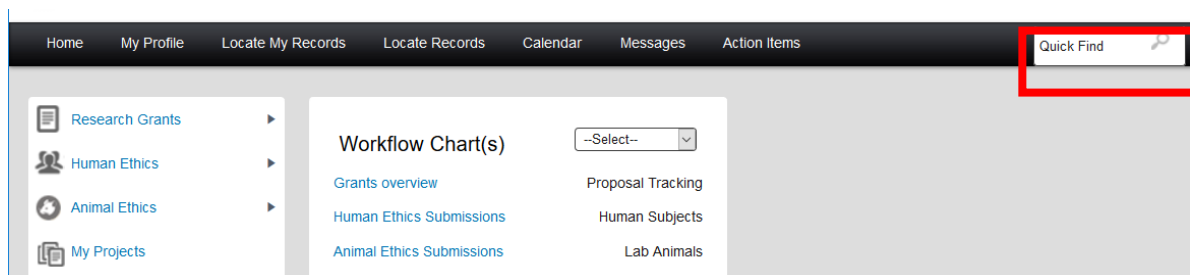 Home My Profile Locate My Records Locate Records Calendar Messages Action Items Quick Find
Research Grants
Human Ethics
Animal Ethics
My Projects
Workflow Chart(s) --Select--
Grants overview Proposal Tracking
Human Ethics Submissions Human Subjects
Animal Ethics Submissions Lab Animals